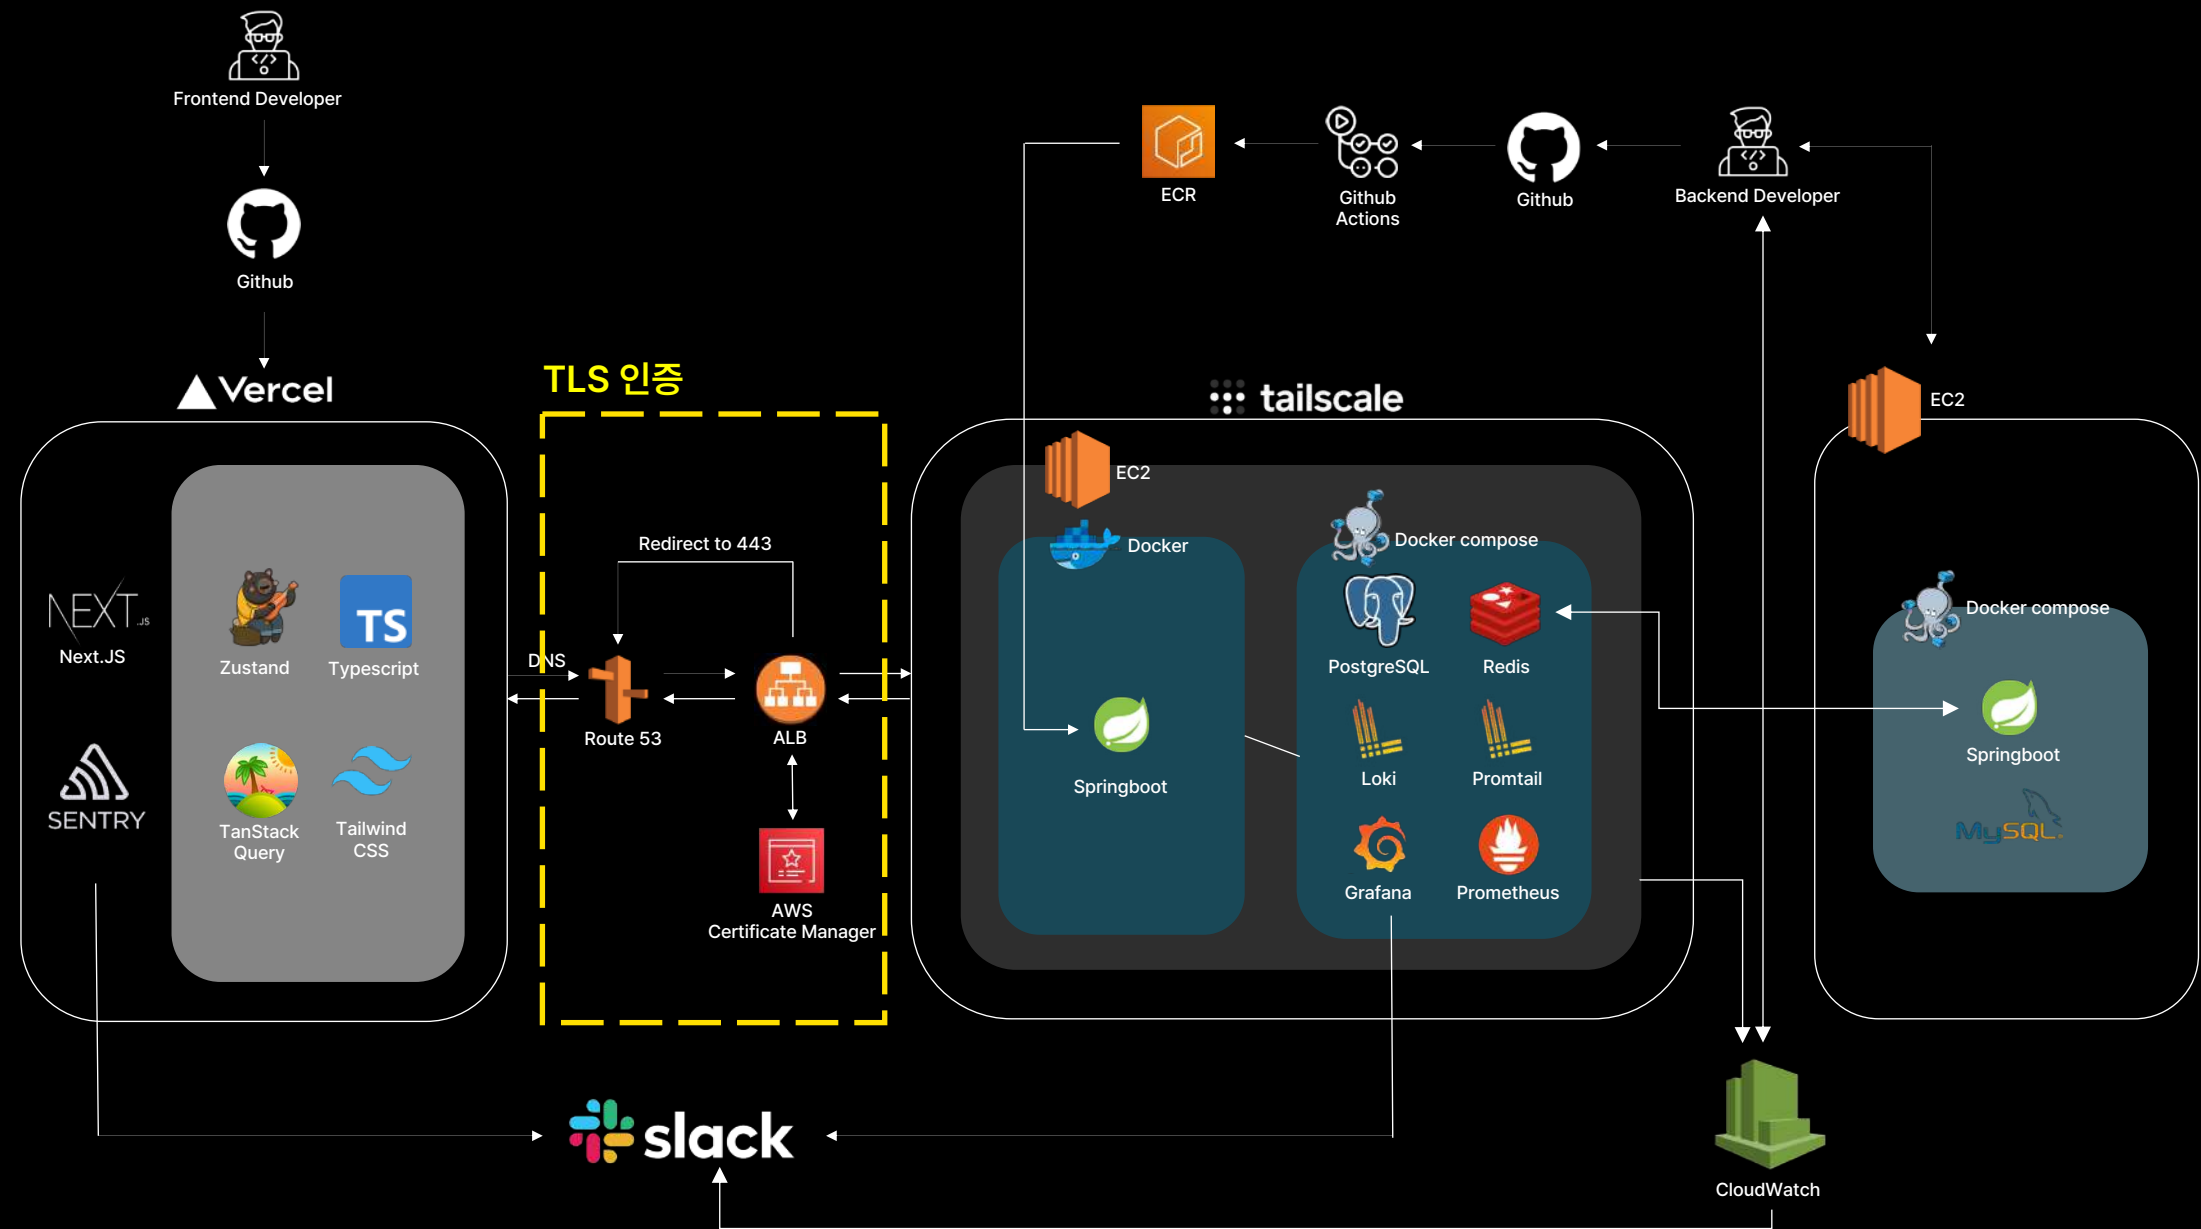 Frontend Developer
Github
Vercel
NEXT.JS
Next.JS
SENTRY
Zustand
TS
Typescript
TanStack
Query
Tailwind
CSS
TLS 인증
Redirect to 443
DNS
Route 53
ALB
AWS
Certificate Manager
ECR
Github
Actions
Github
Backend Developer
tailscale
EC2
Docker
Springboot
Docker compose
PostgreSQL
Redis
Loki
Promtail
Grafana
Prometheus
EC2
Docker compose
Springboot
MySQL
slack
CloudWatch